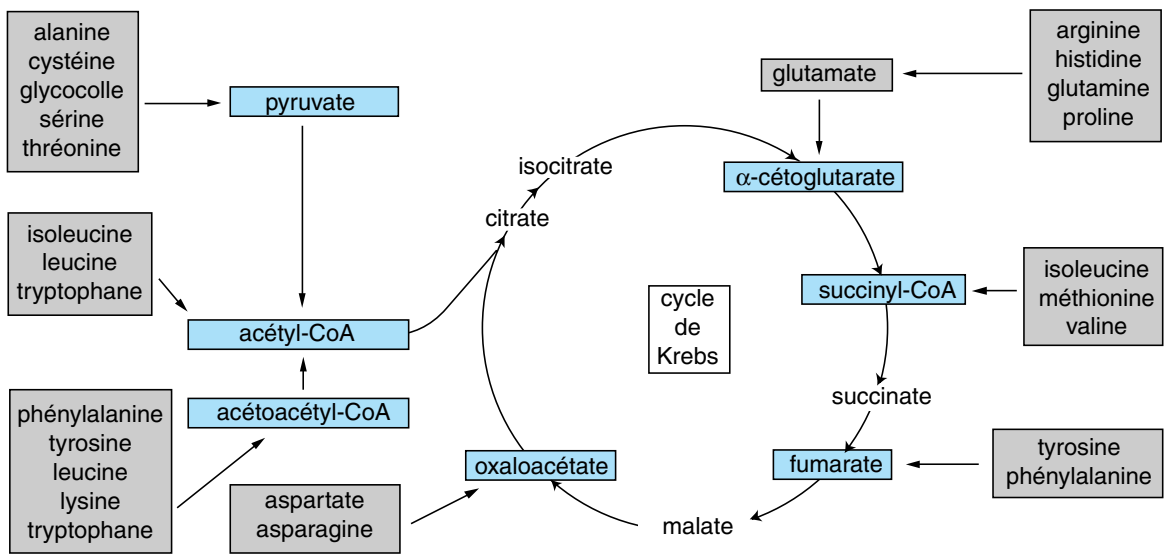 alanine
cystéine
glycocolle
sérine
thréonine
pyruvate
glutamate
arginine
histidine
glutamine
proline
isocitrate
α-cétoglutarate
citrate
isoleucine
leucine
tryptophane
acétyl-CoA
cycle
de
Krebs
succinyl-CoA
isoleucine
méthionine
valine
phénylalanine
tyrosine
leucine
lysine
tryptophane
acétoacétyl-CoA
succinate
oxaloacétate
fumarate
tyrosine
phénylalanine
aspartate
asparagine
malate